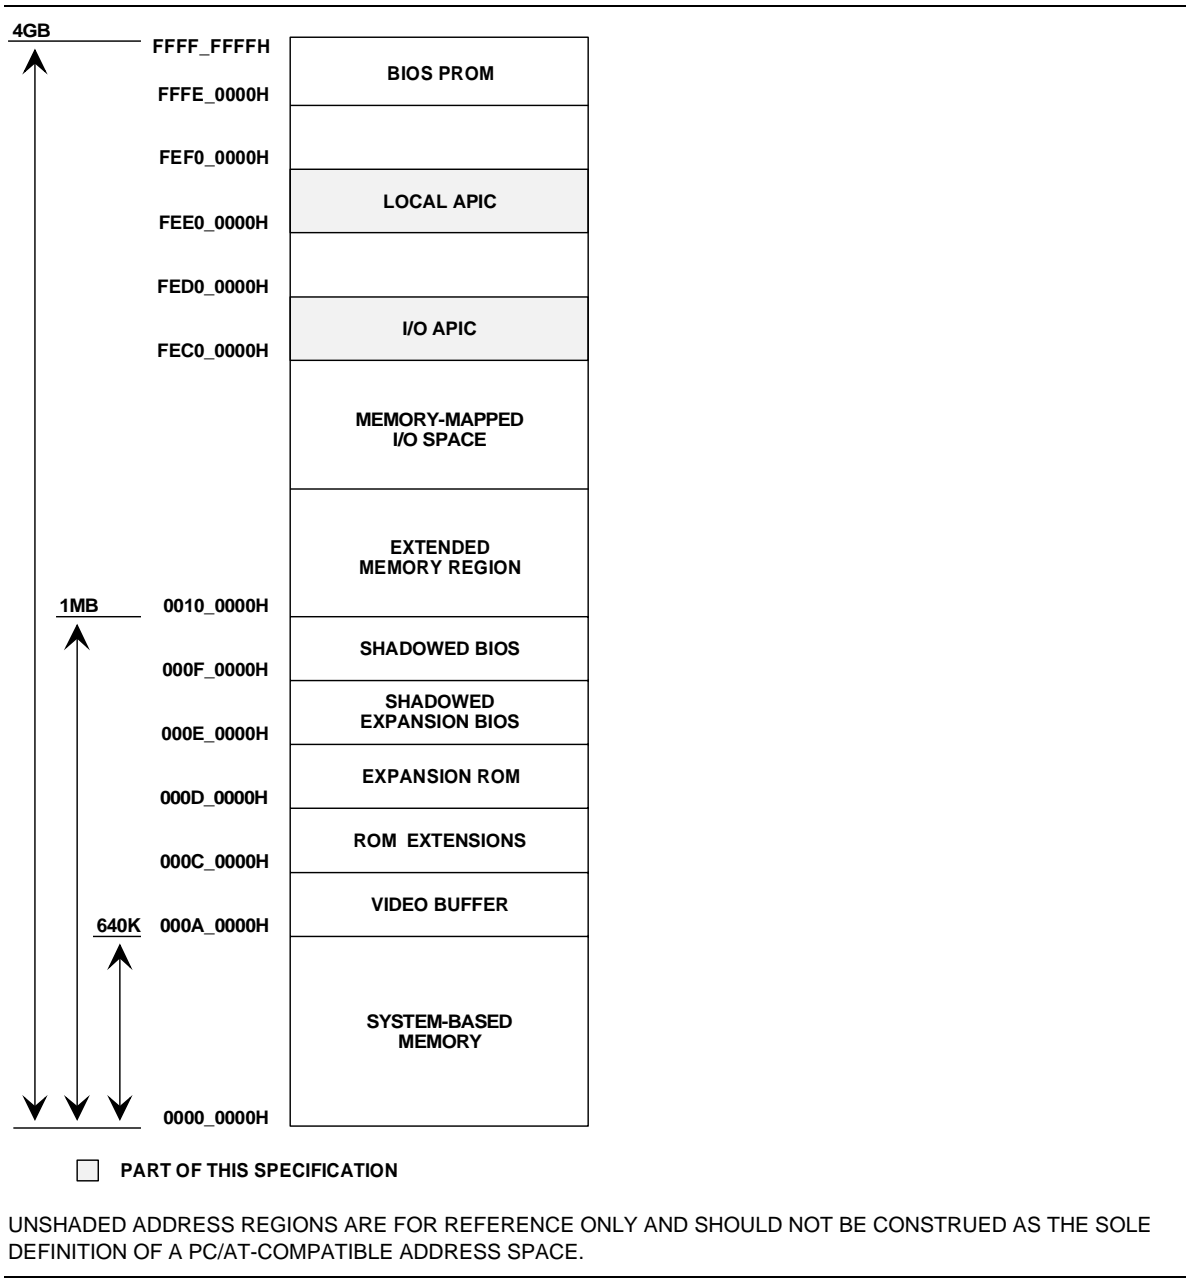 4GB
FFFF_FFFFH
BIOS PROM
FFFE_0000H
FEF0_0000H
LOCAL APIC
FEE0_0000H
FED0_0000H
I/O APIC
FEC0_0000H
MEMORY-MAPPED
I/O SPACE
EXTENDED
MEMORY REGION
1MB
0010_0000H
SHADOWED BIOS
000F_0000H
SHADOWED
EXPANSION BIOS
000E_0000H
EXPANSION ROM
000D_0000H
ROM EXTENSIONS
000C_0000H
VIDEO BUFFER
640K
000A_0000H
SYSTEM-BASED
MEMORY
0000_0000H
PART OF THIS SPECIFICATION
UNSHADED ADDRESS REGIONS ARE FOR REFERENCE ONLY AND SHOULD NOT BE CONSTRUED AS THE SOLE
DEFINITION OF A PC/AT-COMPATIBLE ADDRESS SPACE.